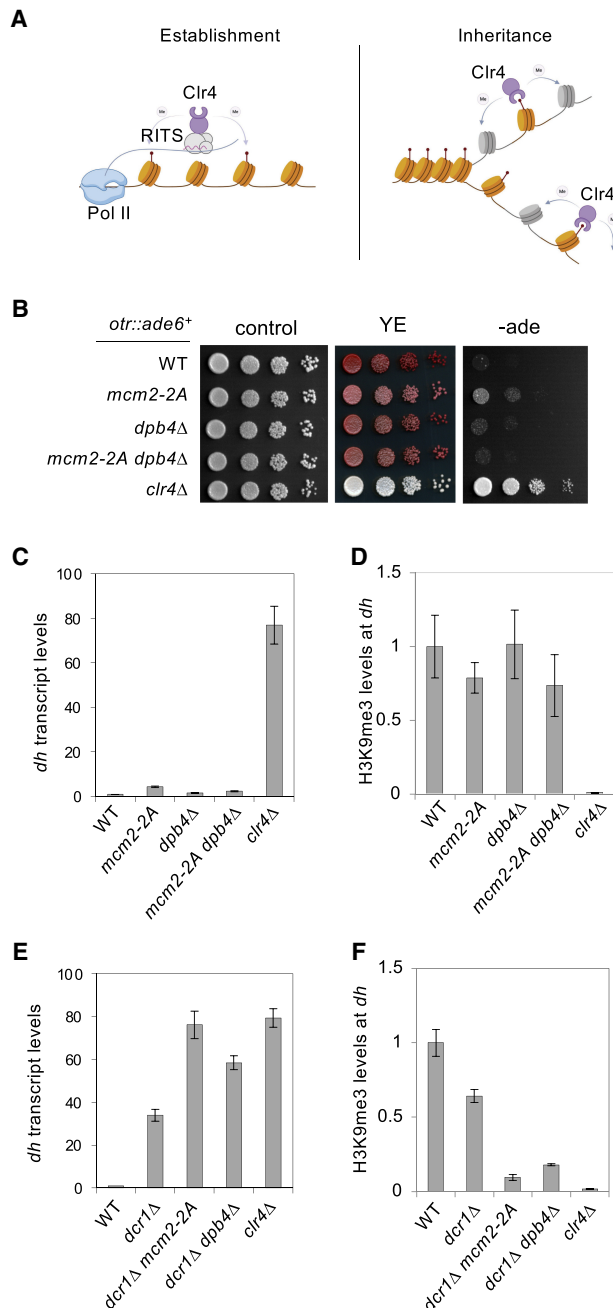 A
Establishment
Inheritance
Clr4
Me
Me
RITS
Pol II
Clr4
Me
Me
Clr4
Me
Me
B
otr::ade6+
control
YE
-ade
WT
mcm2-2A
dpb4Δ
mcm2-2A dpb4Δ
clr4Δ
C
dh transcript levels
100
80
60
40
20
0
WT
mcm2-2A
dpb4Δ
mcm2-2A dpb4Δ
clr4Δ
D
H3K9me3 levels at dh
1.5
1
0.5
0
WT
mcm2-2A
dpb4Δ
mcm2-2A dpb4Δ
clr4Δ
E
dh transcript levels
100
80
60
40
20
0
WT
dcr1Δ
dcr1Δ mcm2-2A
dcr1Δ dpb4Δ
clr4Δ
F
H3K9me3 levels at dh
1.5
1
0.5
0
WT
dcr1Δ
dcr1Δ mcm2-2A
dcr1Δ dpb4Δ
clr4Δ